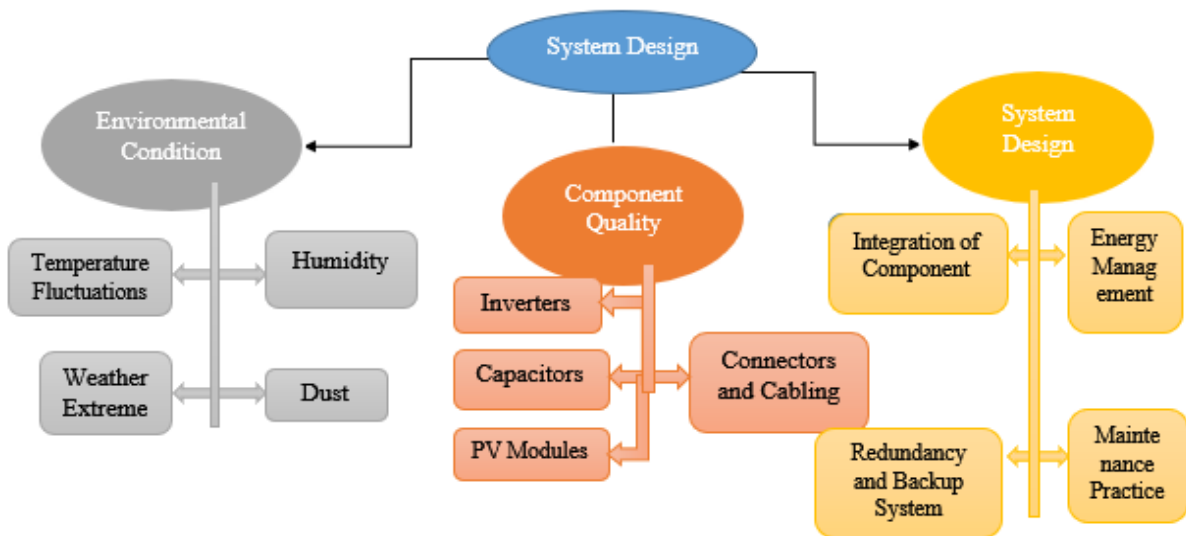 System Design
Environmental
Condition
Temperature
Fluctuations
Humidity
Weather
Extreme
Dust
Component
Quality
Inverters
Capacitors
Connectors
and Cabling
PV Modules
System
Design
Integration of
Component
Energy
Manag
ement
Redundancy
and Backup
System
Mainte
nance
Practice